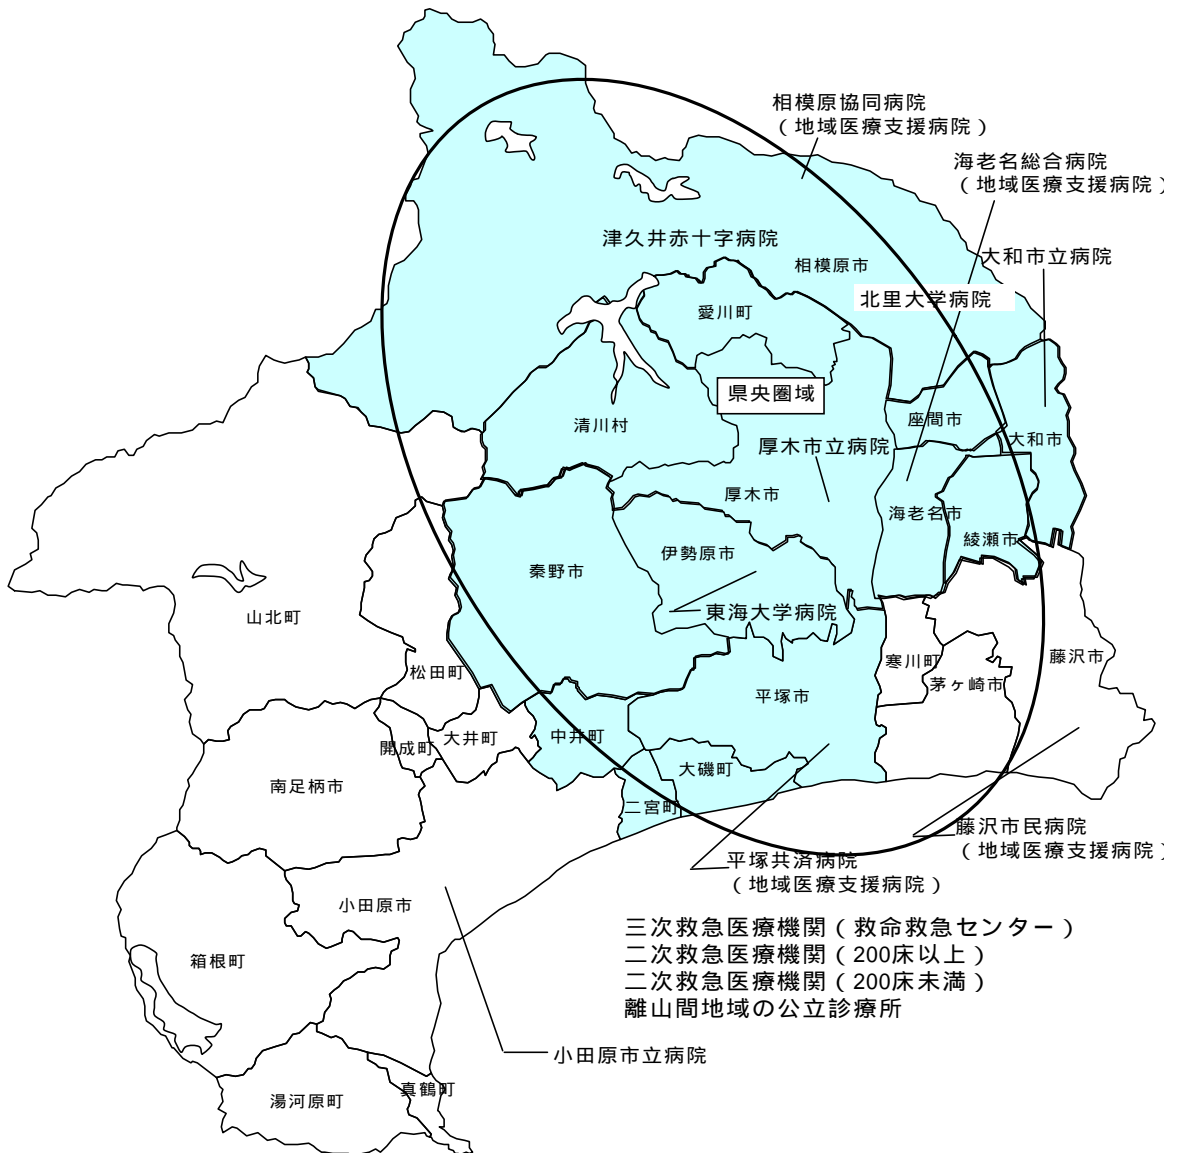 相模原協同病院
（地域医療支援病院）
海老名総合病院
（地域医療支援病院）
津久井赤十字病院
相模原市
大和市立病院
北里大学病院
愛川町
県央圏域
清川村
座間市
大和市
厚木市立病院
厚木市
海老名市
綾瀬市
伊勢原市
秦野市
東海大学病院
山北町
松田町
寒川町
茅ヶ崎市
藤沢市
平塚市
開成町
大井町
中井町
大磯町
南足柄市
二宮町
藤沢市民病院
（地域医療支援病院）
平塚共済病院
（地域医療支援病院）
小田原市
三次救急医療機関（救命救急センター）
二次救急医療機関（200床以上）
二次救急医療機関（200床未満）
離山間地域の公立診療所
箱根町
小田原市立病院
真鶴町
湯河原町